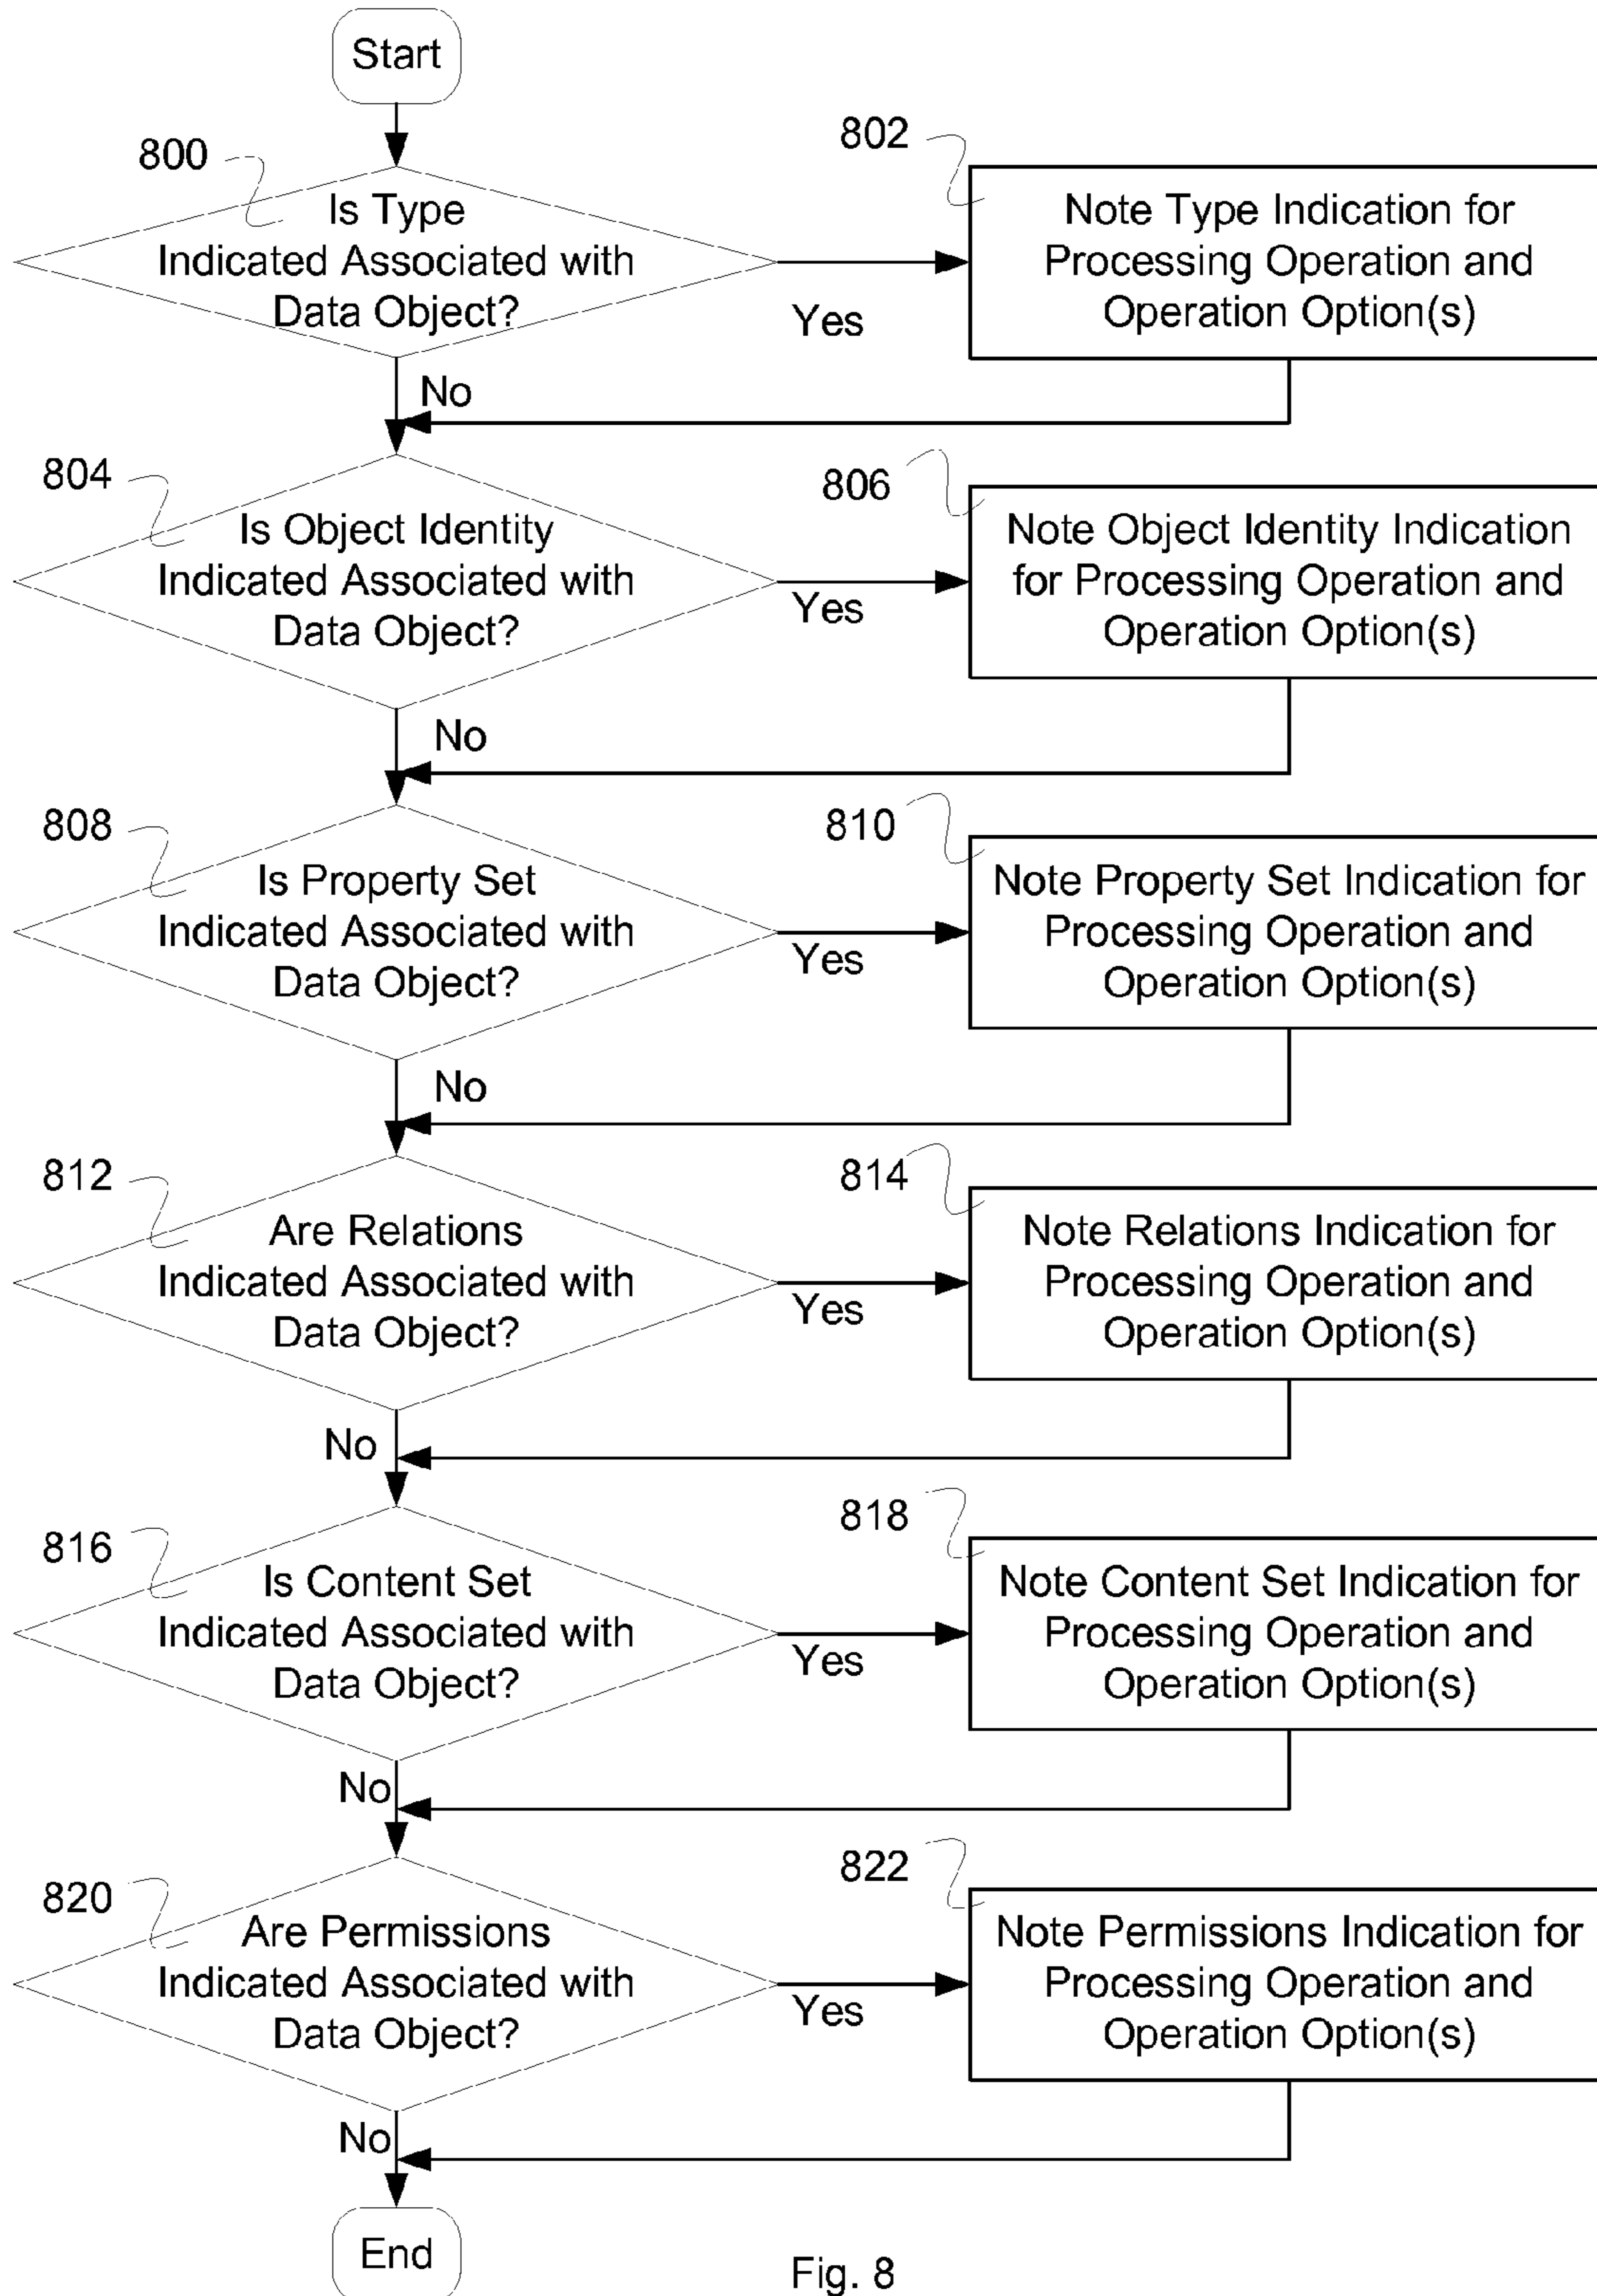 Start
800
Is Type
Indicated Associated with
Data Object?
Yes
802
Note Type Indication for
Processing Operation and
Operation Option(s)
No
804
Is Object Identity
Indicated Associated with
Data Object?
Yes
806
Note Object Identity Indication
for Processing Operation and
Operation Option(s)
No
808
Is Property Set
Indicated Associated with
Data Object?
Yes
810
Note Property Set Indication for
Processing Operation and
Operation Option(s)
No
812
Are Relations
Indicated Associated with
Data Object?
Yes
814
Note Relations Indication for
Processing Operation and
Operation Option(s)
No
816
Is Content Set
Indicated Associated with
Data Object?
Yes
818
Note Content Set Indication for
Processing Operation and
Operation Option(s)
No
820
Are Permissions
Indicated Associated with
Data Object?
Yes
822
Note Permissions Indication for
Processing Operation and
Operation Option(s)
No
End
Fig. 8